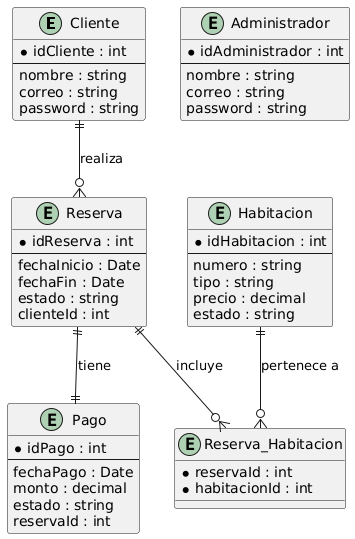 E Cliente
* idCliente : int
nombre : string
correo : string
password : string
E Administrador
* idAdministrador : int
nombre : string
correo : string
password : string
realiza
E Reserva
* idReserva : int
fechaInicio : Date
fechaFin : Date
estado : string
clienteId : int
E Habitacion
* idHabitacion : int
numero : string
tipo : string
precio : decimal
estado : string
tiene
incluye
pertenece a
E Pago
* idPago : int
fechaPago : Date
monto : decimal
estado : string
reservaId : int
E Reserva_Habitacion
* reservaId : int
* habitacionId : int